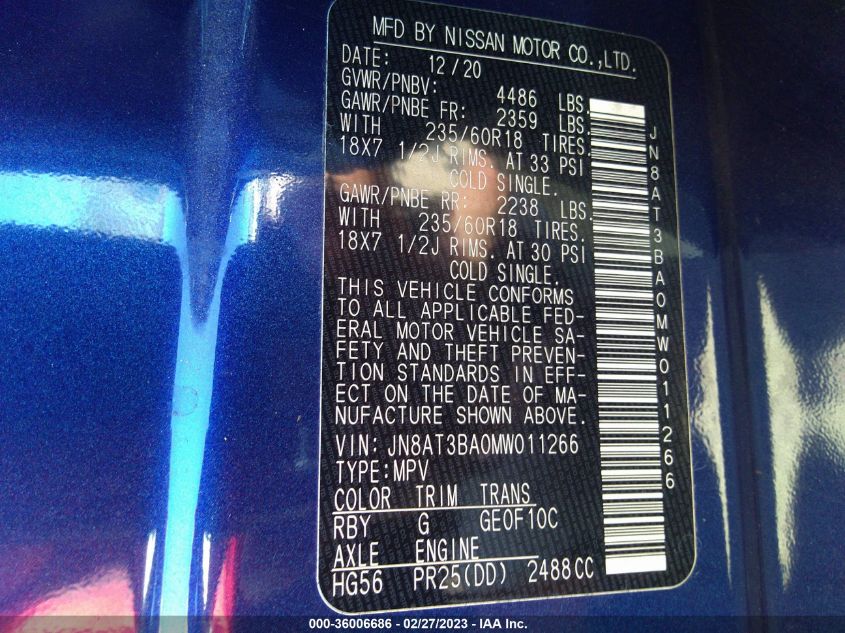 MFD BY NISSAN MOTOR CO.,LTD.
DATE: 12/20
GVWR/PNBV: 4486 LBS.
GAWR/PNBE FR: 2359 LBS.
WITH 235/60R18 TIRES.
18X7 1/2J RIMS. AT 33 PSI
COLD SINGLE.
GAWR/PNBE RR: 2238 LBS.
WITH 235/60R18 TIRES.
18X7 1/2J RIMS. AT 30 PSI
COLD SINGLE.
THIS VEHICLE CONFORMS
TO ALL APPLICABLE FED-
ERAL MOTOR VEHICLE SA-
FETY AND THEFT PREVEN-
TION STANDARDS IN EFF-
ECT ON THE DATE OF MA-
NUFACTURE SHOWN ABOVE.
VIN: JN8AT3BA0MW011266
TYPE:MPV
COLOR TRIM TRANS
RBY G GE0F10C
AXLE ENGINE
HG56 PR25(DD) 2488CC
JN8AT3BA0MW011266
000-36006686 - 02/27/2023 - IAA Inc.